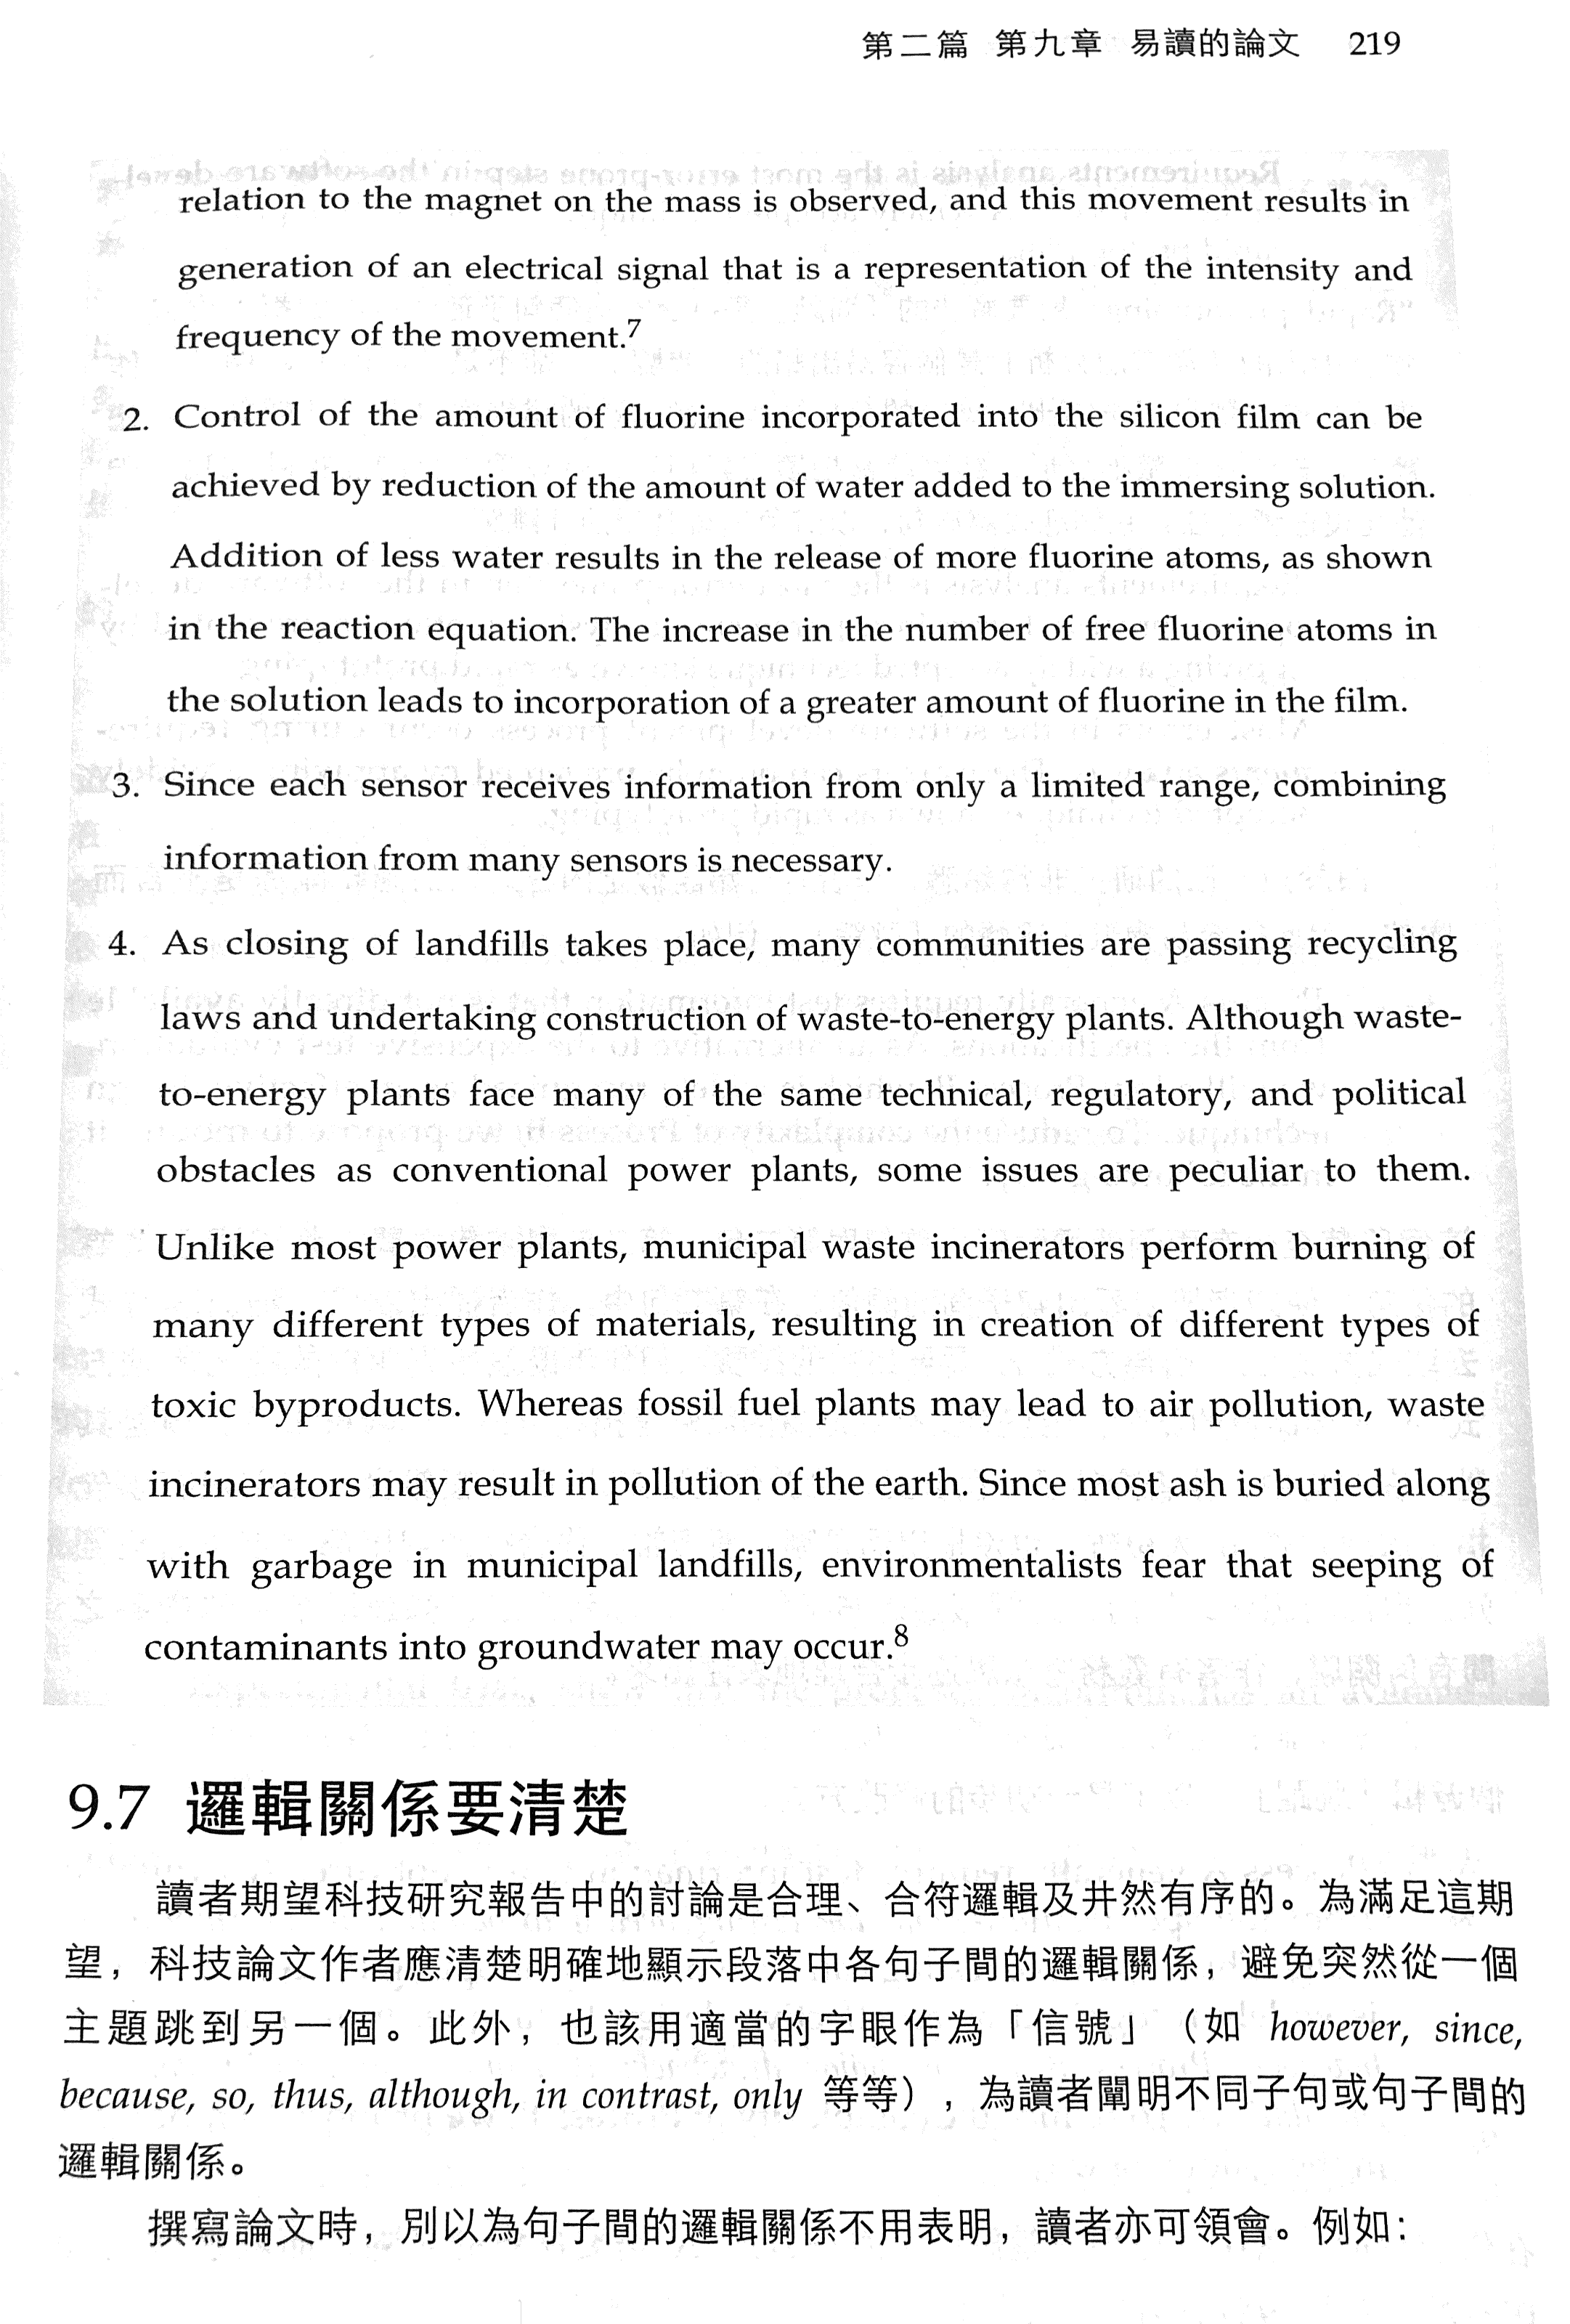 第二篇 第九章 易讀的論文 219
relation to the magnet on the mass is observed, and this movement results in
generation of an electrical signal that is a representation of the intensity and
frequency of the movement.7
2. Control of the amount of fluorine incorporated into the silicon film can be
achieved by reduction of the amount of water added to the immersing solution.
Addition of less water results in the release of more fluorine atoms, as shown
in the reaction equation. The increase in the number of free fluorine atoms in
the solution leads to incorporation of a greater amount of fluorine in the film.
3. Since each sensor receives information from only a limited range, combining
information from many sensors is necessary.
4. As closing of landfills takes place, many communities are passing recycling
laws and undertaking construction of waste-to-energy plants. Although waste-
to-energy plants face many of the same technical, regulatory, and political
obstacles as conventional power plants, some issues are peculiar to them.
Unlike most power plants, municipal waste incinerators perform burning of
many different types of materials, resulting in creation of different types of
toxic byproducts. Whereas fossil fuel plants may lead to air pollution, waste
incinerators may result in pollution of the earth. Since most ash is buried along
with garbage in municipal landfills, environmentalists fear that seeping of
contaminants into groundwater may occur.8
9.7 邏輯關係要清楚
讀者期望科技研究報告中的討論是合理、合符邏輯及井然有序的。為滿足這期
望，科技論文作者應清楚明確地顯示段落中各句子間的邏輯關係，避免突然從一個
主題跳到另一個。此外，也該用適當的字眼作為「信號」（如 however, since,
because, so, thus, although, in contrast, only 等等），為讀者闡明不同子句或句子間的
邏輯關係。
撰寫論文時，別以為句子間的邏輯關係不用表明，讀者亦可領會。例如：